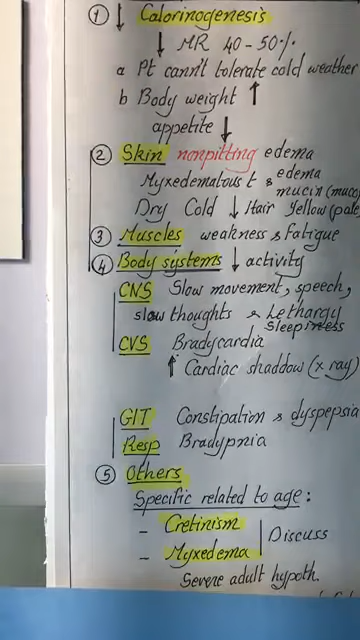 ① ↓ Calorinogenesis
↓ MR 40-50%
a Pt cann't tolerate cold weather
b Body weight ↑
appetite ↓
② Skin nonpitting edema
Myxedematous t & edema
mucin (muco
Dry Cold ↓ Hair Yellow (pale
③ Muscles weakness & Fatigue
④ Body systems ↓ activity
CNS Slow movement, speech,
slow thoughts & Lethargy
Sleepiness
CVS Bradycardia
↑ Cardiac shaddow (x ray)
GIT Constipation & dyspepsia
Resp Bradypnia
⑤ Others
Specific related to age:
- Cretinism
- Myxedema | Discuss
Severe adult hypoth.